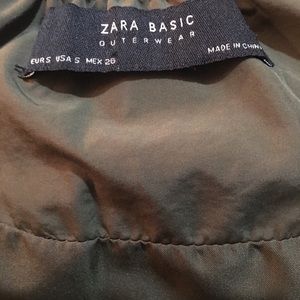 ZARA BASIC
OUTERWEAR
EUR S USA S MEX 26
MADE IN CHINA